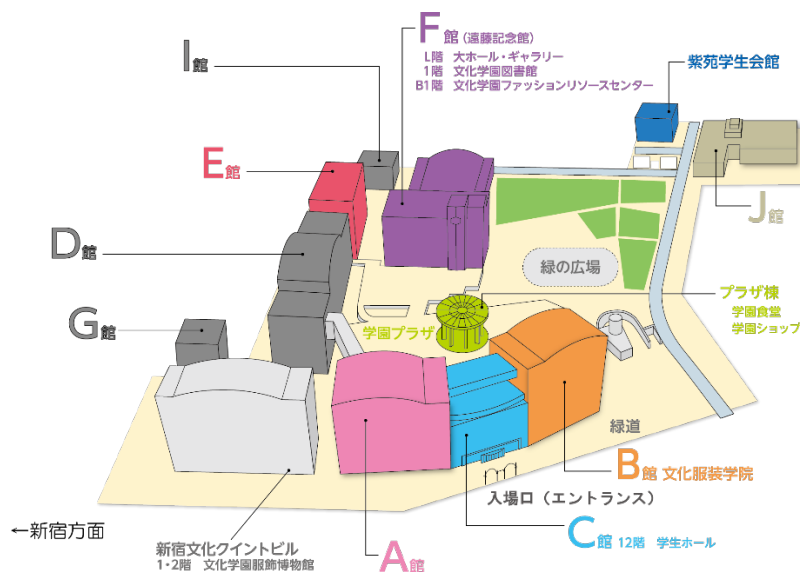 F館（遠藤記念館）
L階 大ホール・ギャラリー
1階 文化学園図書館
B1階 文化学園ファッションリソースセンター
I館
紫苑学生会館
E館
J館
D館
緑の広場
プラザ棟
学園食堂
学園ショップ
G館
学園プラザ
緑道
B館 文化服装学院
入場口（エントランス）
←新宿方面
C館 12階 学生ホール
新宿文化クイントビル
1・2階 文化学園服飾博物館
A館